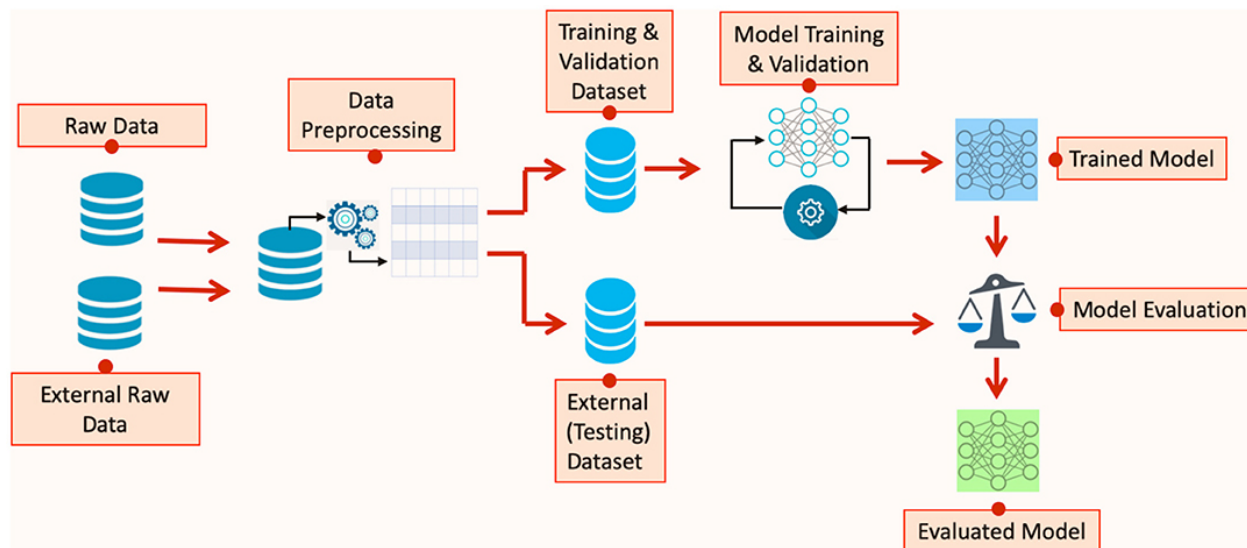 Raw Data
External Raw
Data
Data
Preprocessing
Training &
Validation
Dataset
External
(Testing)
Dataset
Model Training
& Validation
Trained Model
Model Evaluation
Evaluated Model